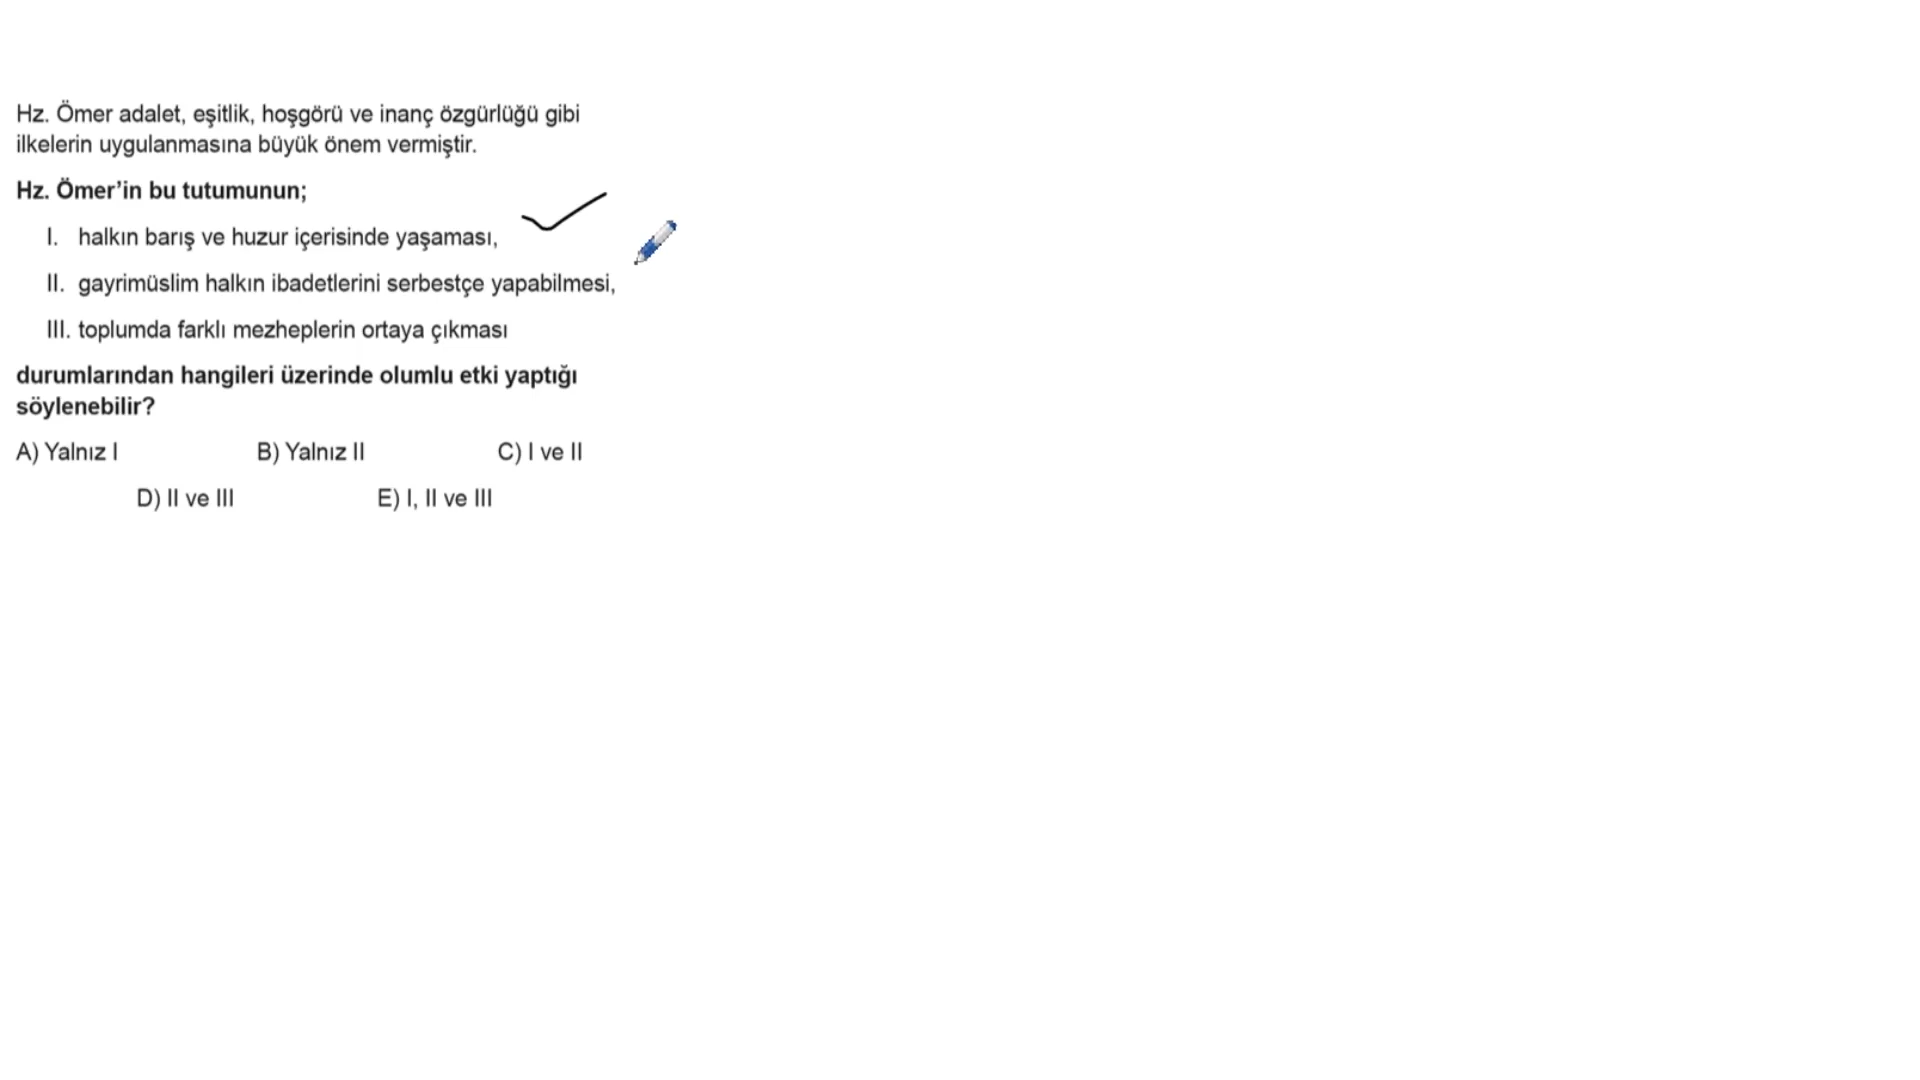 Hz. Ömer adalet, eşitlik, hoşgörü ve inanç özgürlüğü gibi
ilkelerin uygulanmasına büyük önem vermiştir.
Hz. Ömer'in bu tutumunun;
I. halkın barış ve huzur içerisinde yaşaması,
II. gayrimüslim halkın ibadetlerini serbestçe yapabilmesi,
III. toplumda farklı mezheplerin ortaya çıkması
durumlarından hangileri üzerinde olumlu etki yaptığı
söylenebilir?
A) Yalnız I B) Yalnız II C) I ve II
D) II ve III E) I, II ve III